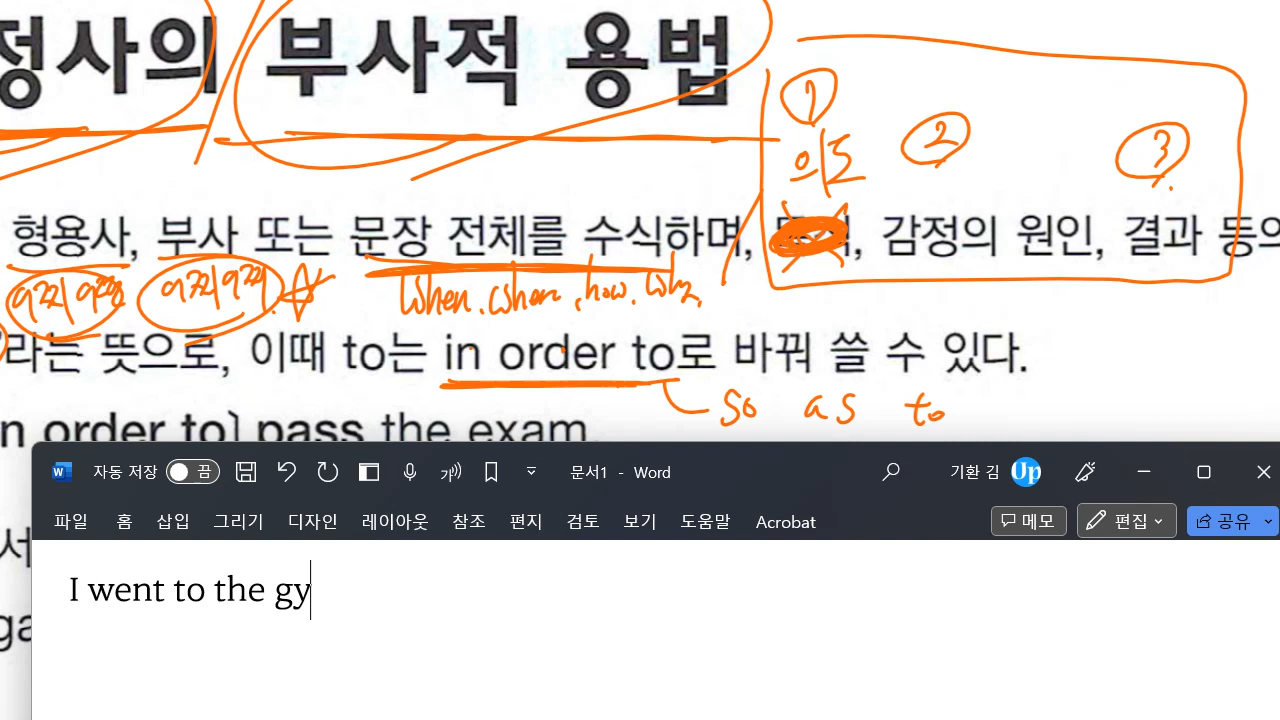 정사의 부사적 용법
① ② ③
의도
형용사, 부사 또는 문장 전체를 수식하며, 감정의 원인, 결과 등의
when. where, how. why,
라는 뜻으로, 이때 to는 in order to로 바꿔 쓸 수 있다.
so as to
n order to] pass the exam.
자동 저장 끔 문서1 - Word 기환 김 Up
파일 홈 삽입 그리기 디자인 레이아웃 참조 편지 검토 보기 도움말 Acrobat 메모 편집 공유
서
I went to the gy
ga